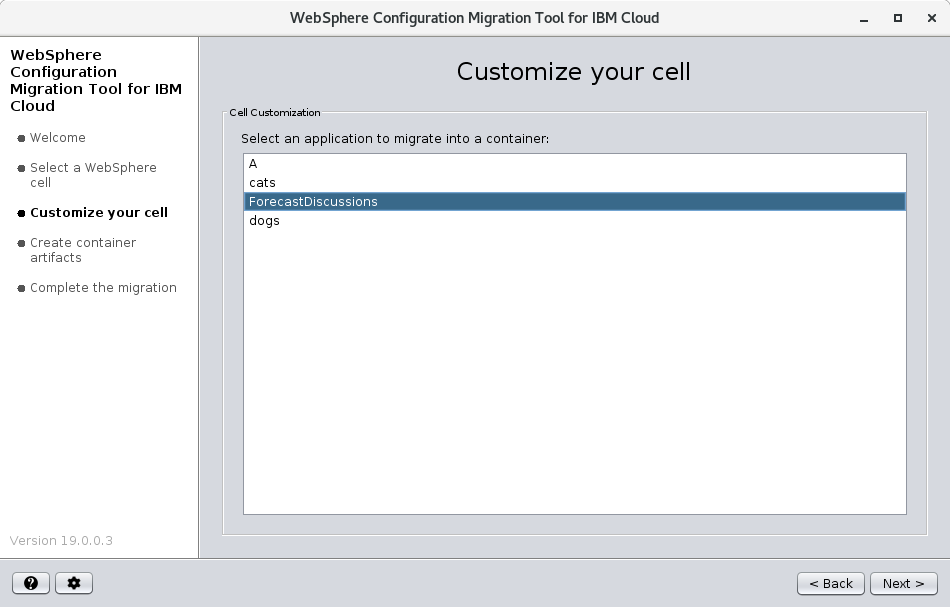 WebSphere Configuration Migration Tool for IBM Cloud
WebSphere
Configuration
Migration Tool for IBM
Cloud
Welcome
Select a WebSphere
cell
Customize your cell
Create container
artifacts
Complete the migration
Version 19.0.0.3
Customize your cell
Cell Customization
Select an application to migrate into a container:
A
cats
ForecastDiscussions
dogs
?
< Back
Next >